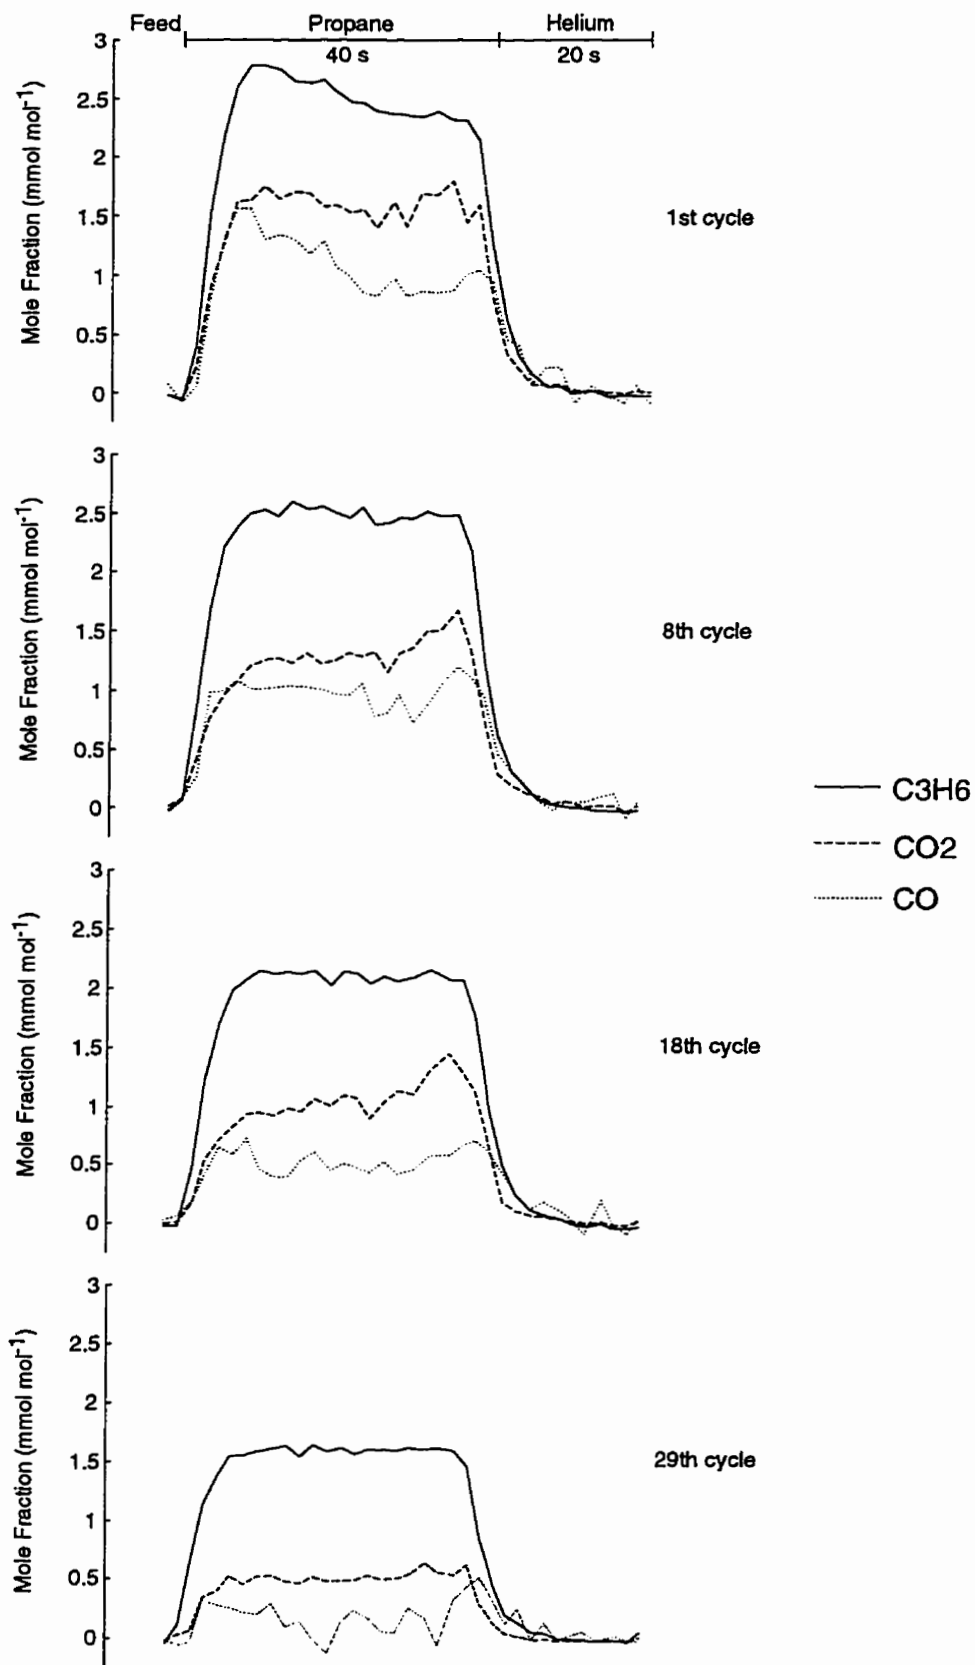 Feed Propane Helium
40 s 20 s
Mole Fraction (mmol mol-1)
3
2.5
2
1.5
1
0.5
0
1st cycle
Mole Fraction (mmol mol-1)
3
2.5
2
1.5
1
0.5
0
8th cycle
C3H6
CO2
CO
Mole Fraction (mmol mol-1)
3
2.5
2
1.5
1
0.5
0
18th cycle
Mole Fraction (mmol mol-1)
3
2.5
2
1.5
1
0.5
0
29th cycle